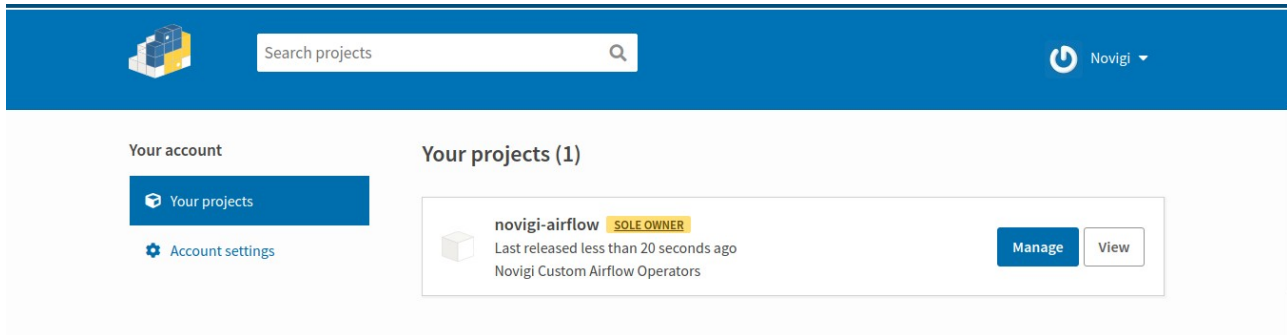 Search projects
Novigi
Your account
Your projects
Account settings
Your projects (1)
novigi-airflow SOLE OWNER
Last released less than 20 seconds ago
Novigi Custom Airflow Operators
Manage View